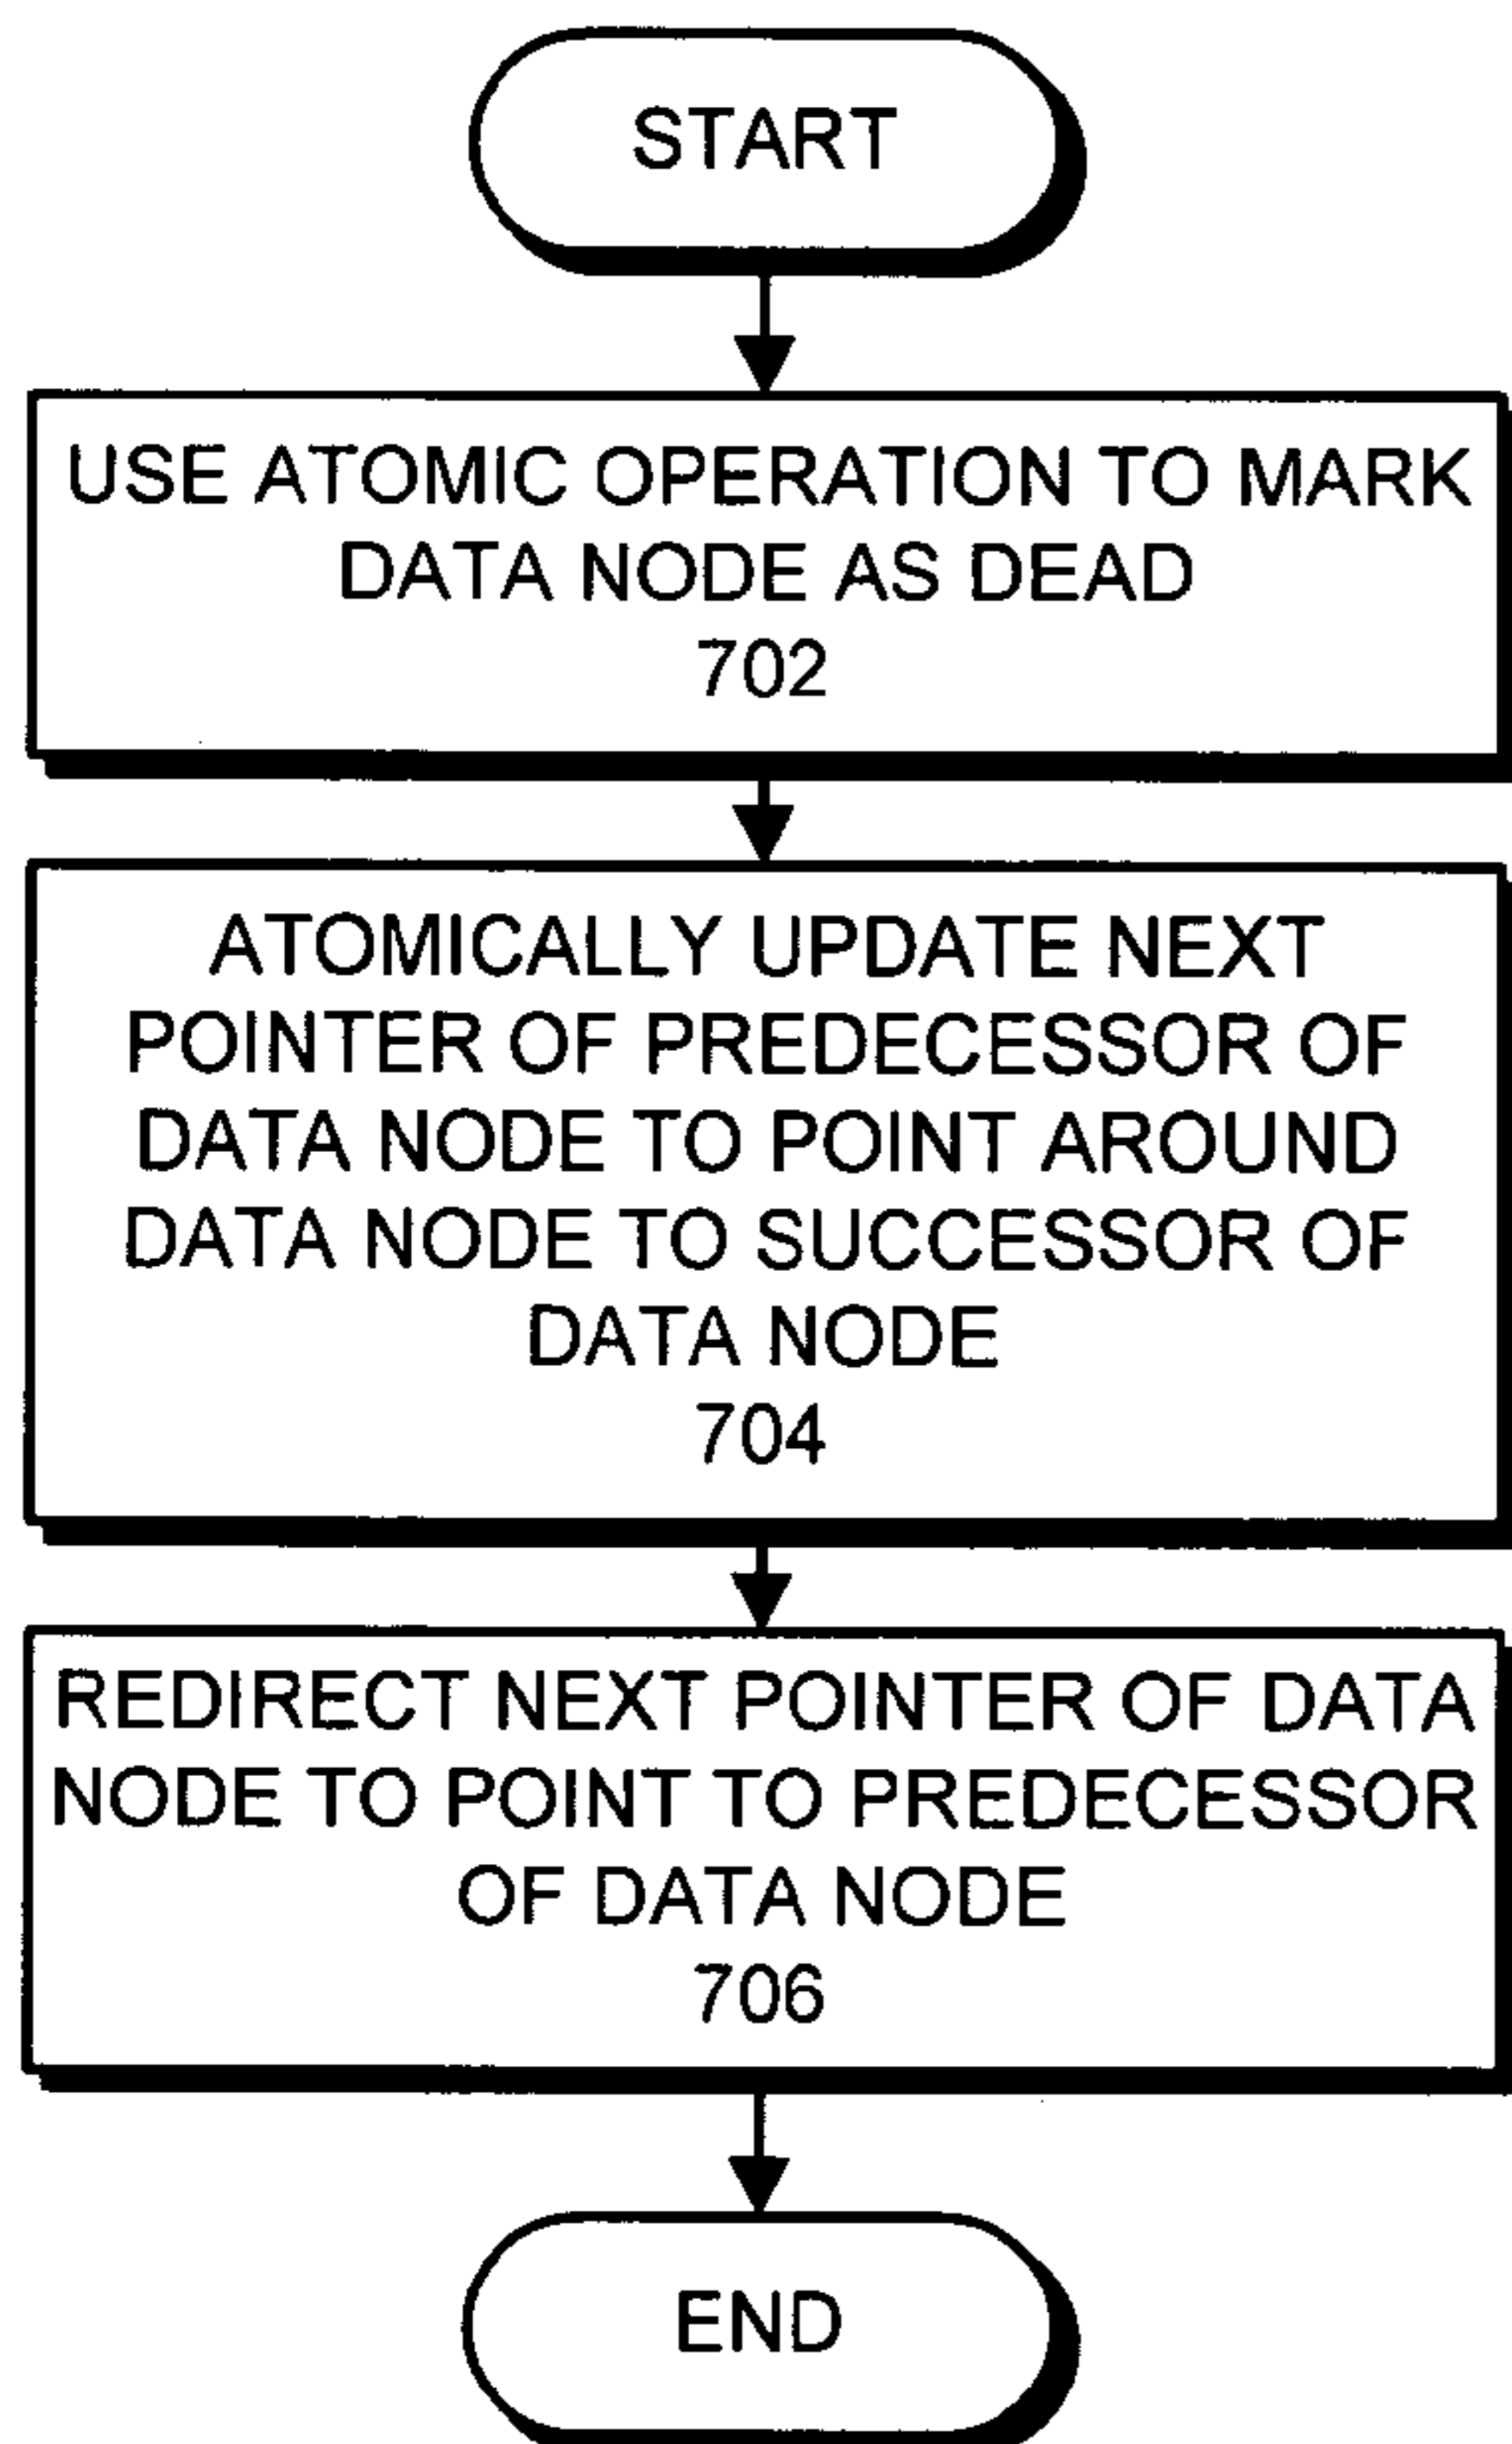 START
USE ATOMIC OPERATION TO MARK
DATA NODE AS DEAD
702
ATOMICALLY UPDATE NEXT
POINTER OF PREDECESSOR OF
DATA NODE TO POINT AROUND
DATA NODE TO SUCCESSOR OF
DATA NODE
704
REDIRECT NEXT POINTER OF DATA
NODE TO POINT TO PREDECESSOR
OF DATA NODE
706
END